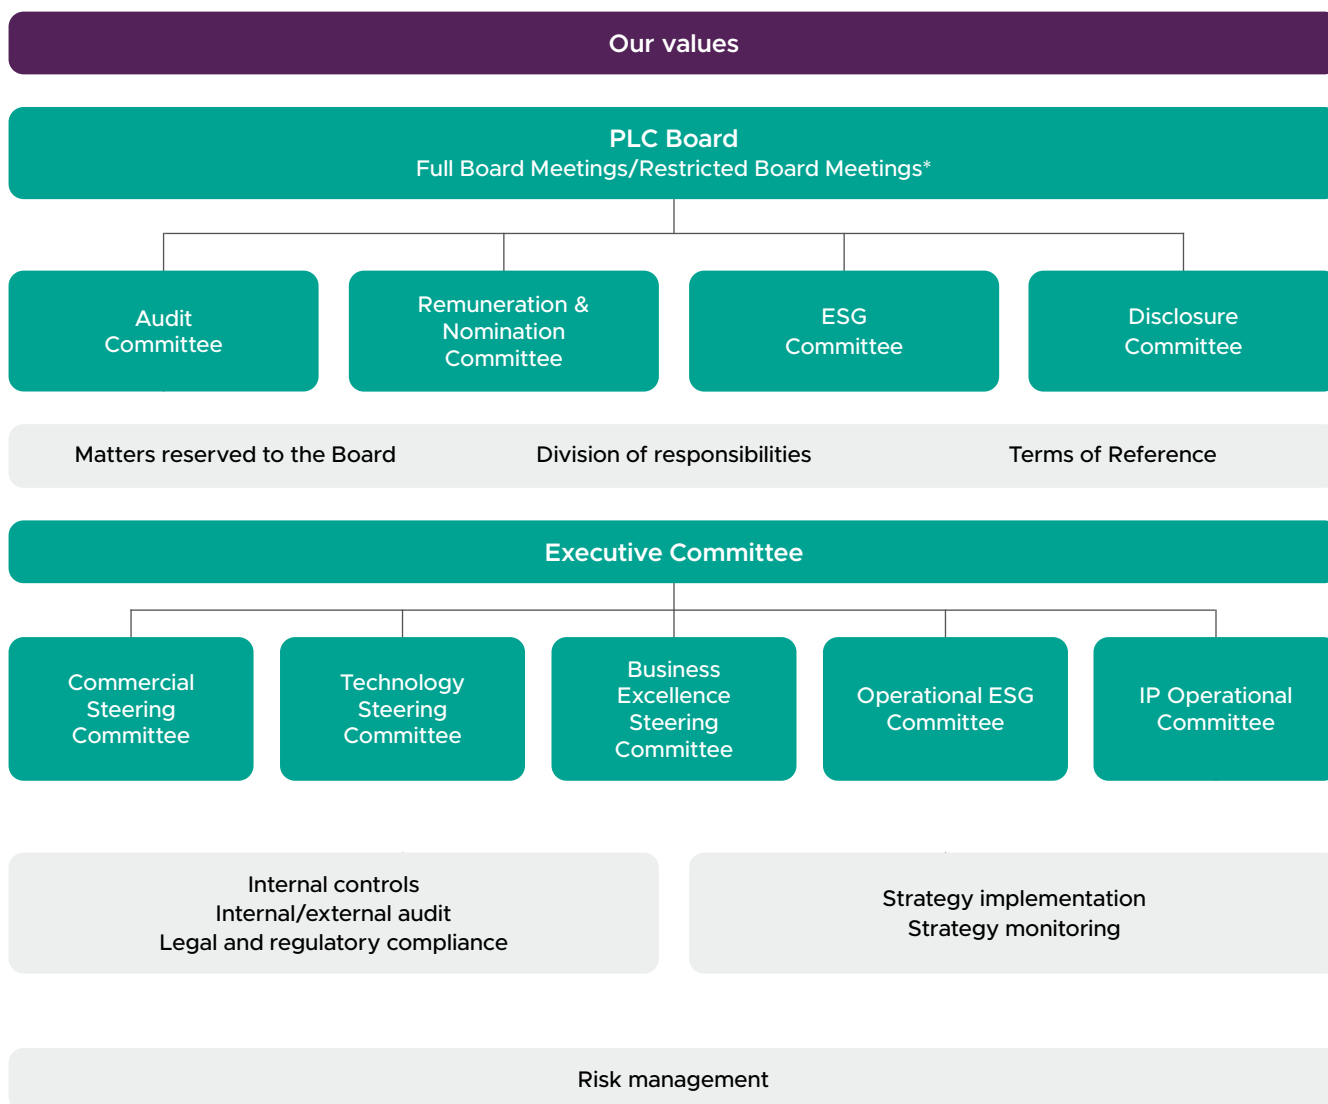 Our values
PLC Board
Full Board Meetings/Restricted Board Meetings*
Audit
Committee
Remuneration &
Nomination
Committee
ESG
Committee
Disclosure
Committee
Matters reserved to the Board
Division of responsibilities
Terms of Reference
Executive Committee
Commercial
Steering
Committee
Technology
Steering
Committee
Business
Excellence
Steering
Committee
Operational ESG
Committee
IP Operational
Committee
Internal controls
Internal/external audit
Legal and regulatory compliance
Strategy implementation
Strategy monitoring
Risk management